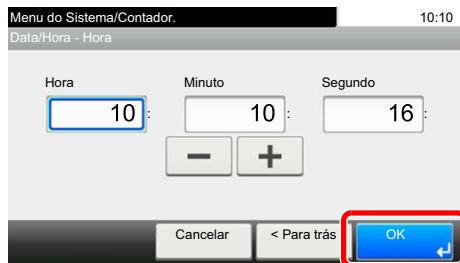 Menu do Sistema/Contador. 10:10
Data/Hora - Hora
Hora Minuto Segundo
10 : 10 : 16 :
− +
Cancelar < Para trás OK